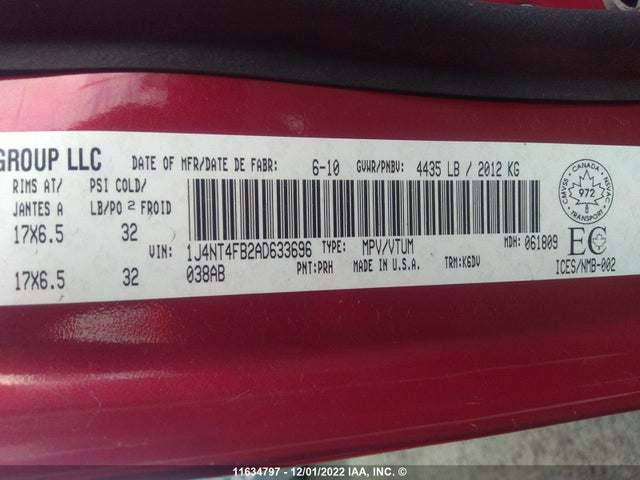 GROUP LLC DATE OF MFR/DATE DE FABR: 6-10 GVWR/PNBV: 4435 LB / 2012 KG
RIMS AT/ PSI COLD/
JANTES A LB/PO 2 FROID
17X6.5 32
VIN: 1J4NT4FB2AD633696 TYPE: MPV/VTUM MDH: 061809
17X6.5 32 038AB PNT: PRH MADE IN U.S.A. TRM: K6DV
CANADA
CMVSS NSVAC
972
TRANSPORT
EC
ICES/NMB-002
11634797 - 12/01/2022 IAA, INC. ©